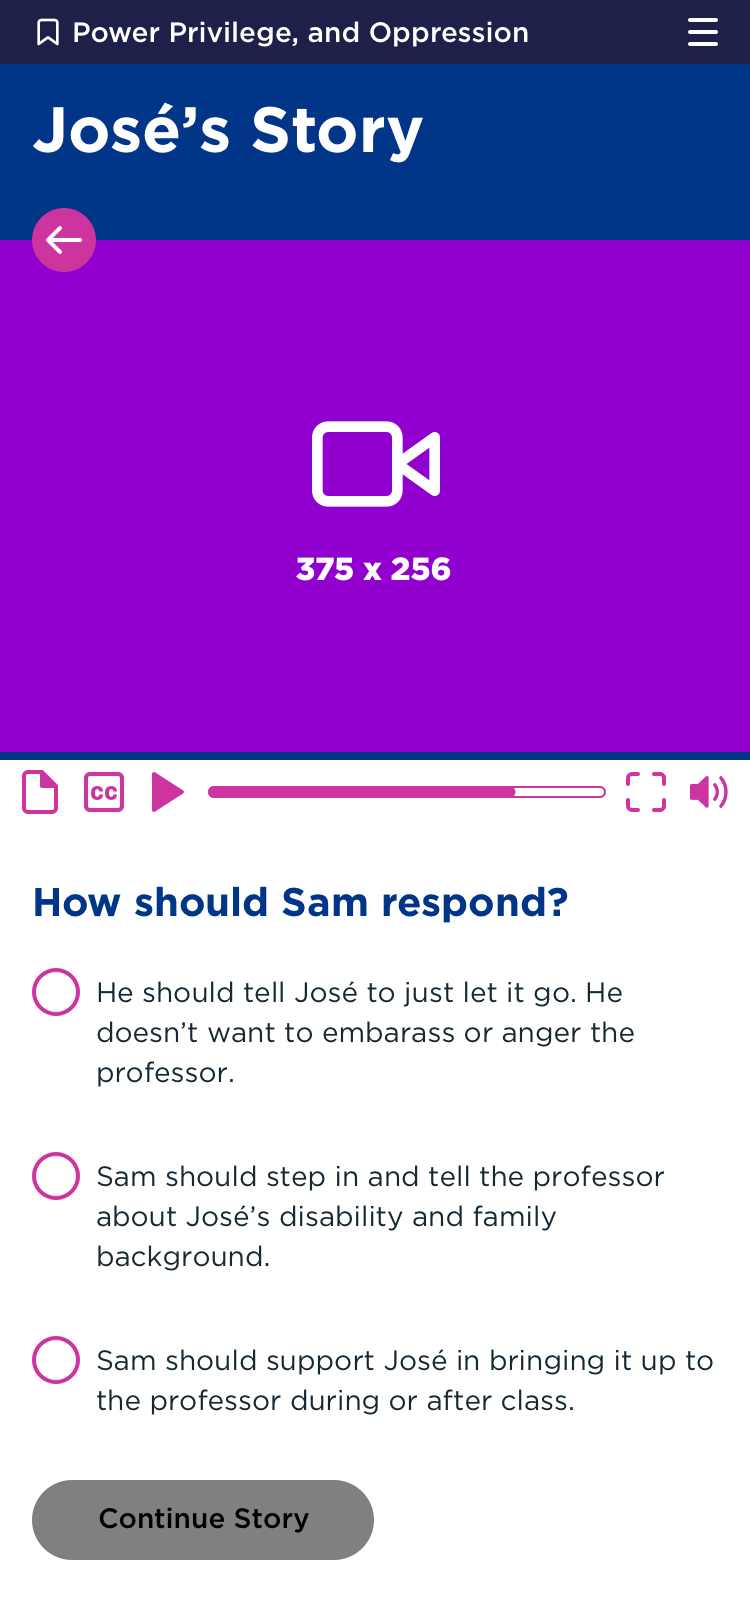 Power Privilege, and Oppression
José’s Story
375 x 256
CC
How should Sam respond?
He should tell José to just let it go. He
doesn’t want to embarass or anger the
professor.
Sam should step in and tell the professor
about José’s disability and family
background.
Sam should support José in bringing it up to
the professor during or after class.
Continue Story